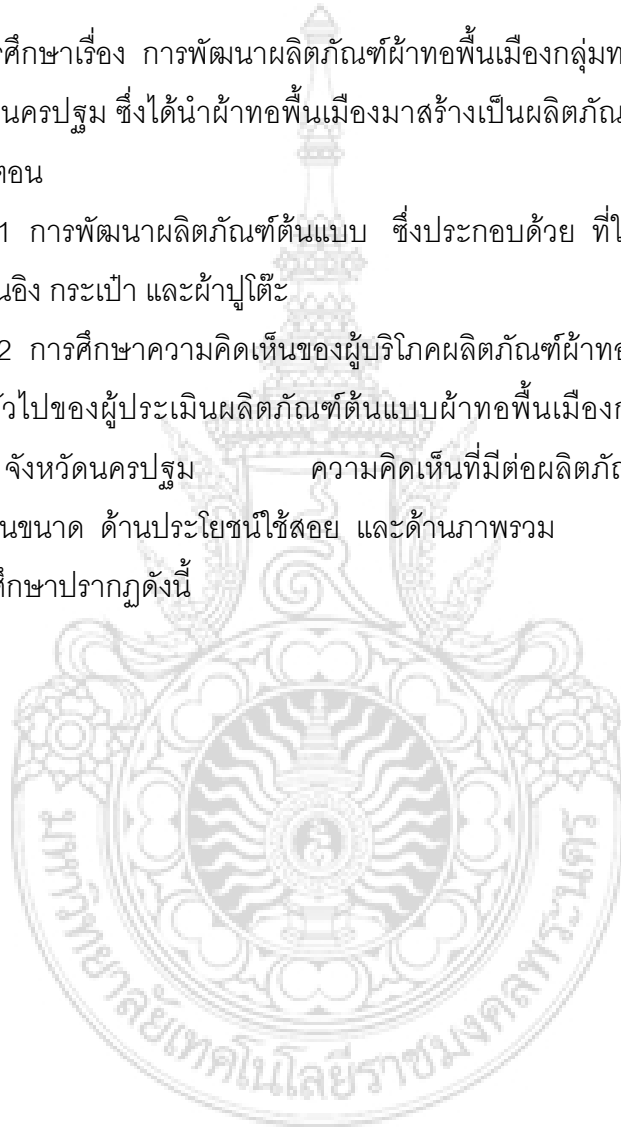 รศึกษาเรื่อง การพัฒนาผลิตภัณฑ์ผ้าทอพื้นเมืองกลุ่มท
นครปฐม ซึ่งได้นำผ้าทอพื้นเมืองมาสร้างเป็นผลิตภัณ
ทอน
1 การพัฒนาผลิตภัณฑ์ต้นแบบ ซึ่งประกอบด้วย ที่ใ
นอิง กระเป๋า และผ้าปูโต๊ะ
2 การศึกษาความคิดเห็นของผู้บริโภคผลิตภัณฑ์ผ้าทอ
ทั่วไปของผู้ประเมินผลิตภัณฑ์ต้นแบบผ้าทอพื้นเมืองก
จังหวัดนครปฐม ความคิดเห็นที่มีต่อผลิตภัณ
นขนาด ด้านประโยชน์ใช้สอย และด้านภาพรวม
ศึกษาปรากฏดังนี้
มหาวิทยาลัยเทคโนโลยีราชมงคลพระนคร